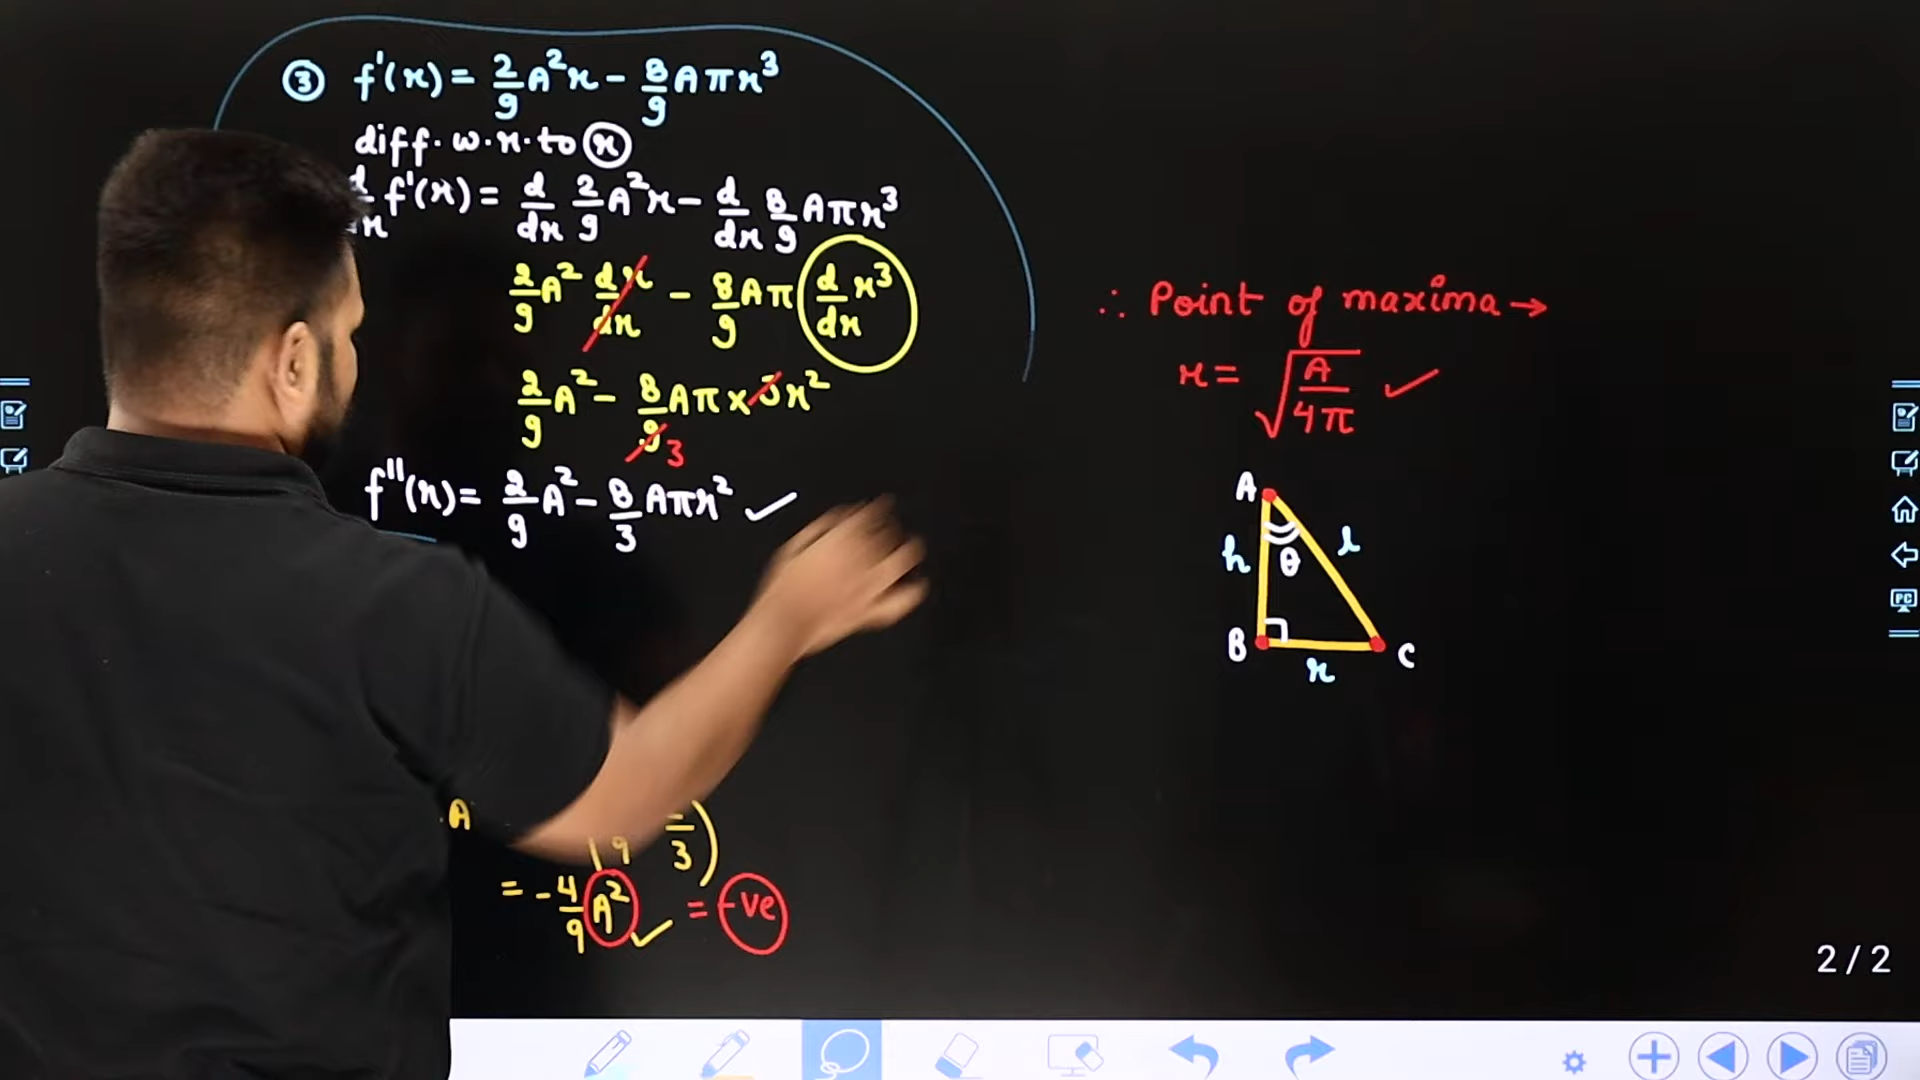 ③ f'(x) = 2/9 A²x - 8/9 Aπx³
diff. w.r.to x
f'(x) = d/dx 2/9 A²x - d/dx 8/9 Aπx³
2/9 A² dx/dx - 8/9 Aπ d/dx x³
2/9 A² - 8/9 Aπ × 3x²
3
f''(x) = 2/9 A² - 8/3 Aπx²
A
9 3
= -4/9 A² = -ve
∴ Point of maxima →
r = √A/4π
A
h θ l
B C
r
2 / 2
PC